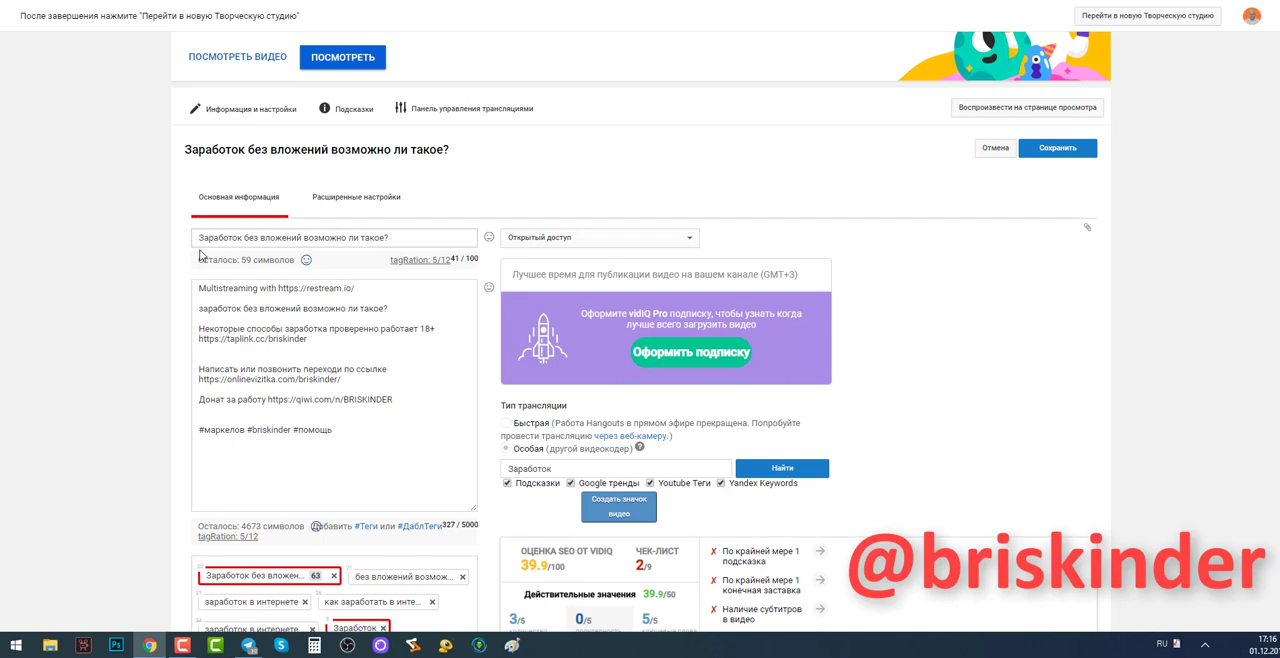 После завершения нажмите "Перейти в новую Творческую студию"
Перейти в новую Творческую студию
ПОСМОТРЕТЬ ВИДЕО
ПОСМОТРЕТЬ
Информация и настройки
Подсказки
Панель управления трансляциями
Воспроизвести на странице просмотра
Заработок без вложений возможно ли такое?
Отмена
Сохранить
Основная информация
Расширенные настройки
Заработок без вложений возможно ли такое?
Открытый доступ
Осталось: 59 символов
tagRation: 5/12
41 / 100
Multistreaming with https://restream.io/
заработок без вложений возможно ли такое?
Некоторые способы заработка проверенно работает 18+
https://taplink.cc/briskinder
Написать или позвонить переходи по ссылке
https://onlinevizitka.com/briskinder/
Донат за работу https://qiwi.com/n/BRISKINDER
#маркелов #briskinder #помощь
Лучшее время для публикации видео на вашем канале (GMT+3)
Оформите vidIQ Pro подписку, чтобы узнать когда
лучше всего загрузить видео
Оформить подписку
Тип трансляции
Быстрая (Работа Hangouts в прямом эфире прекращена. Попробуйте
провести трансляцию через веб-камеру.)
Особая (другой видеокодер)
Заработок
Найти
Подсказки
Google тренды
Youtube Теги
Yandex Keywords
Создать значок
видео
Осталось: 4673 символов
Добавить #Теги или #ДаблТеги
327 / 5000
tagRation: 5/12
Заработок без вложен... 63
без вложений возмож...
заработок в интернете
как заработать в инте...
заработок в интернете
Заработок
ОЦЕНКА SEO ОТ VIDIQ
39.9/100
ЧЕК-ЛИСТ
2/9
Действительные значения 39.9/50
3/5
0/5
5/5
По крайней мере 1
подсказка
По крайней мере 1
конечная заставка
Наличие субтитров
в видео
@briskinder
RU
17:16
01.12.20